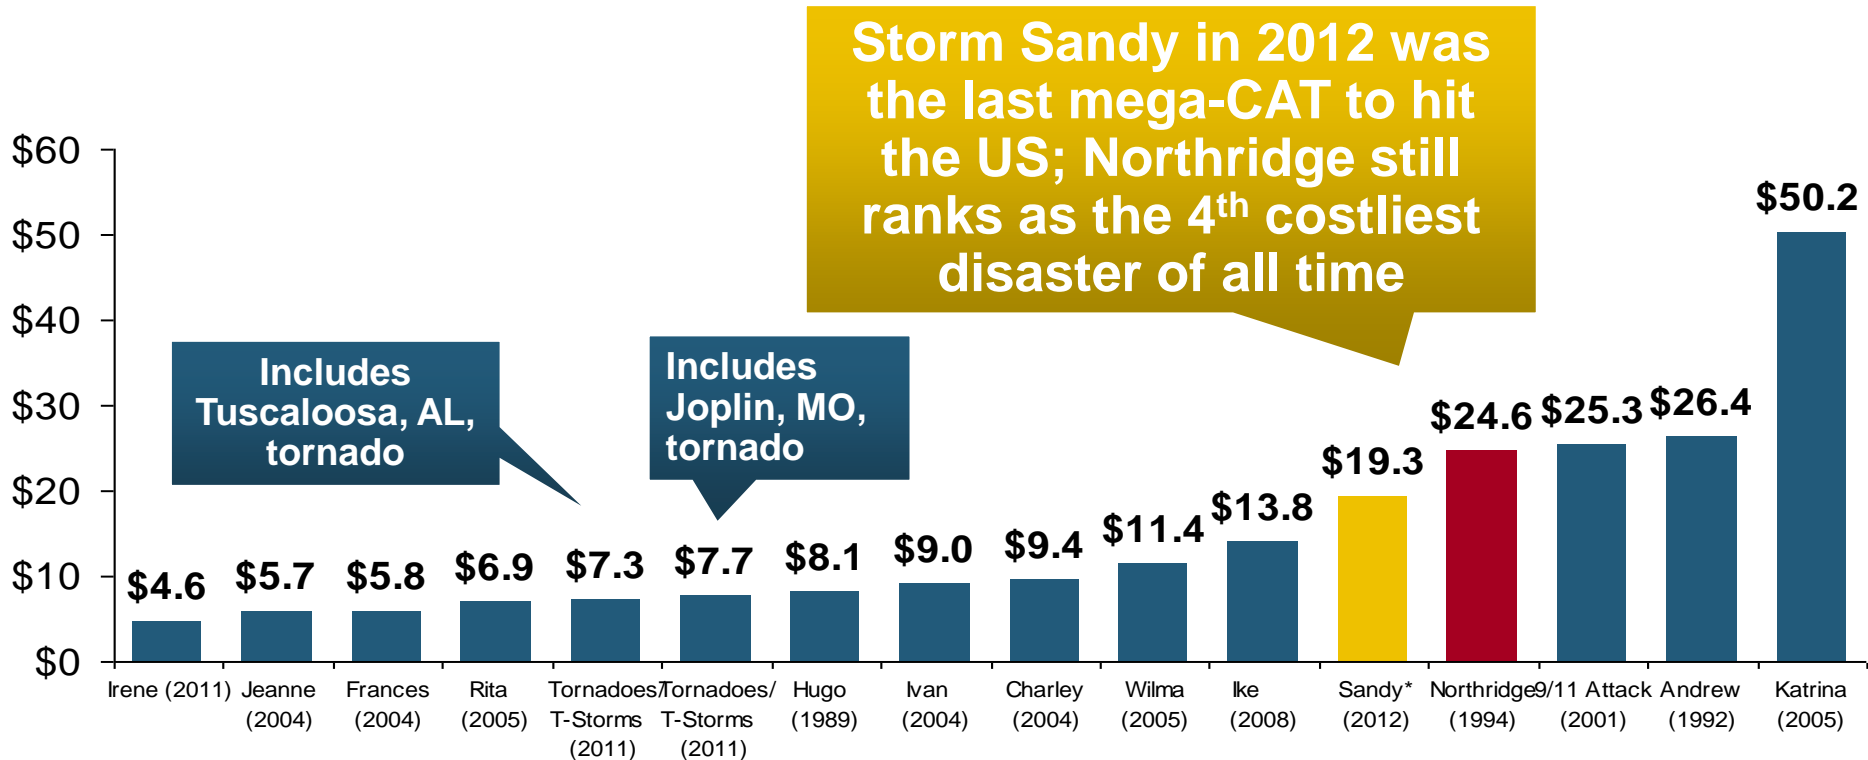 Storm Sandy in 2012 was
the last mega-CAT to hit
the US; Northridge still
ranks as the 4th costliest
disaster of all time
$60
$50
$40
$30
$20
$10
$0
Includes
Tuscaloosa, AL,
tornado
Includes
Joplin, MO,
tornado
$4.6
$5.7
$5.8
$6.9
$7.3
$7.7
$8.1
$9.0
$9.4
$11.4
$13.8
$19.3
$24.6
$25.3
$26.4
$50.2
Irene (2011)
Jeanne
(2004)
Frances
(2004)
Rita
(2005)
Tornadoes/
T-Storms
(2011)
Tornadoes/
T-Storms
(2011)
Hugo
(1989)
Ivan
(2004)
Charley
(2004)
Wilma
(2005)
Ike
(2008)
Sandy*
(2012)
Northridge
(1994)
9/11 Attack
(2001)
Andrew
(1992)
Katrina
(2005)